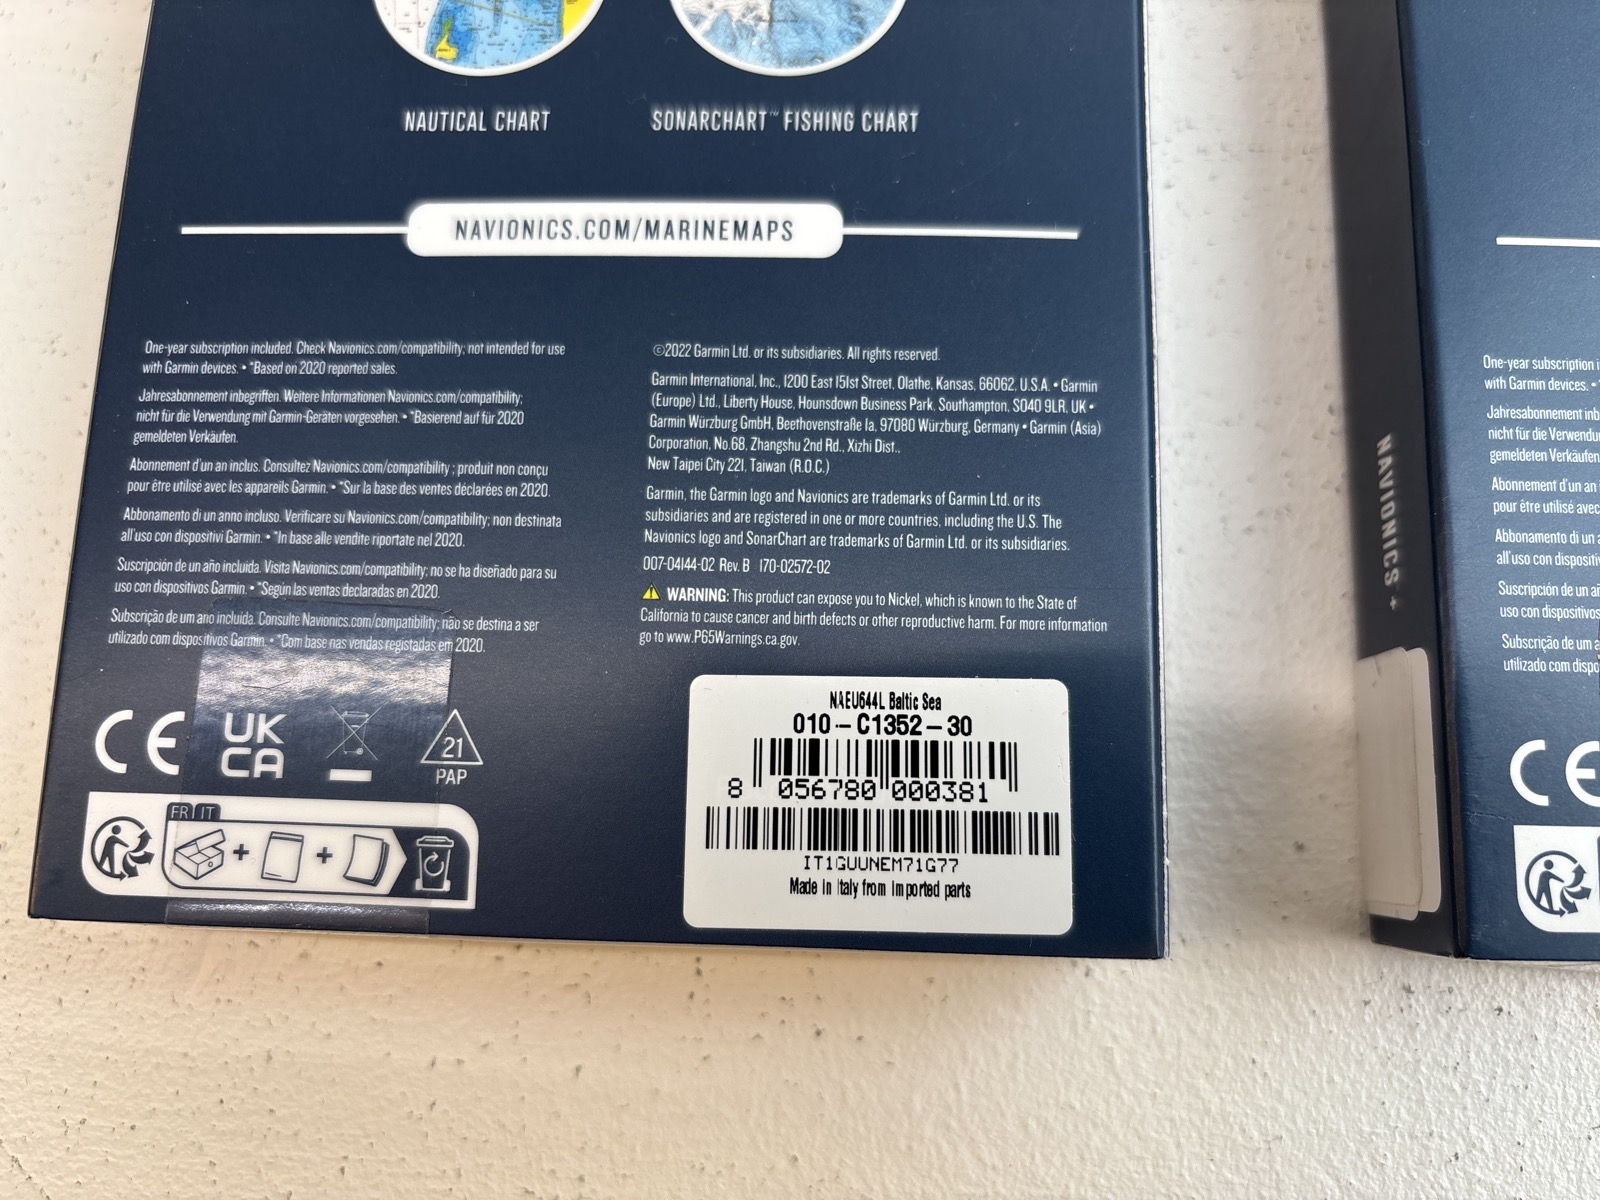 NAUTICAL CHART
SONARCHART™ FISHING CHART
NAVIONICS.COM/MARINEMAPS
One-year subscription included. Check Navionics.com/compatibility; not intended for use
with Garmin devices. • *Based on 2020 reported sales.
Jahresabonnement inbegriffen. Weitere Informationen Navionics.com/compatibility;
nicht für die Verwendung mit Garmin-Geräten vorgesehen. • *Basierend auf für 2020
gemeldeten Verkäufen.
Abonnement d'un an inclus. Consultez Navionics.com/compatibility ; produit non conçu
pour être utilisé avec les appareils Garmin. • *Sur la base des ventes déclarées en 2020.
Abbonamento di un anno incluso. Verificare su Navionics.com/compatibility; non destinata
all'uso con dispositivi Garmin. • *In base alle vendite riportate nel 2020.
Suscripción de un año incluida. Visita Navionics.com/compatibility; no se ha diseñado para su
uso con dispositivos Garmin. • *Según las ventas declaradas en 2020.
Subscrição de um ano incluída. Consulte Navionics.com/compatibility; não se destina a ser
utilizado com dispositivos Garmin. • *Com base nas vendas registadas em 2020.
©2022 Garmin Ltd. or its subsidiaries. All rights reserved.
Garmin International, Inc., 1200 East 151st Street, Olathe, Kansas, 66062, U.S.A. • Garmin
(Europe) Ltd., Liberty House, Hounsdown Business Park, Southampton, SO40 9LR, UK •
Garmin Würzburg GmbH, Beethovenstraße 1a, 97080 Würzburg, Germany • Garmin (Asia)
Corporation, No.68, Zhangshu 2nd Rd., Xizhi Dist.,
New Taipei City 221, Taiwan (R.O.C.)
Garmin, the Garmin logo and Navionics are trademarks of Garmin Ltd. or its
subsidiaries and are registered in one or more countries, including the U.S. The
Navionics logo and SonarChart are trademarks of Garmin Ltd. or its subsidiaries.
007-04144-02 Rev. B 170-02572-02
WARNING: This product can expose you to Nickel, which is known to the State of
California to cause cancer and birth defects or other reproductive harm. For more information
go to www.P65Warnings.ca.gov.
CE
UK
CA
21
PAP
FR IT
NAEU644L Baltic Sea
010-C1352-30
8 056780 000381
IT1GUUNEM71G77
Made in Italy from imported parts
NAVIONICS +
One-year subscription
with Garmin devices. •
Jahresabonnement
nicht für die
gemeldeten Verkäufen
Abonnement d'un an
pour être utilisé avec
Abbonamento di un
all'uso con
Suscripción de un
uso con dispositivos
Subscrição de um
utilizado com
CE